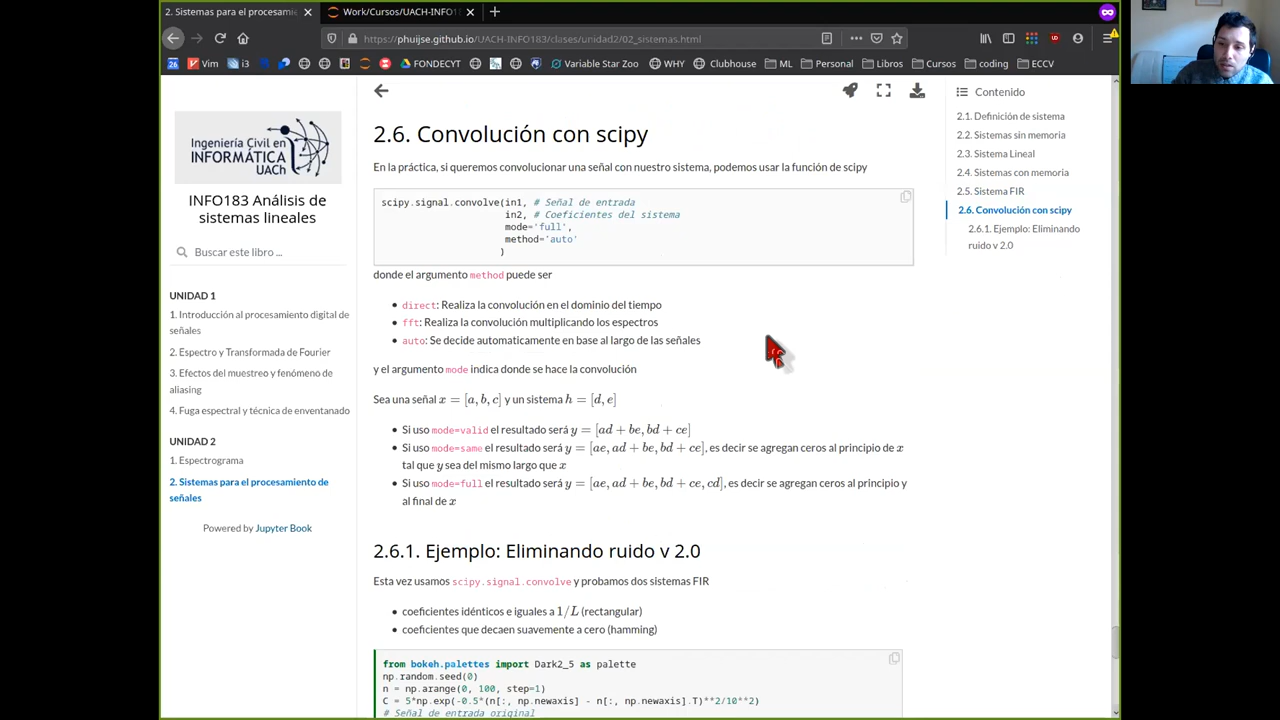 2. Sistemas para el procesamie
Work/Cursos/UACH-INFO1
https://phuijse.github.io/UACH-INFO183/clases/unidad2/02_sistemas.html
26 Vim i3 FONDECYT Variable Star Zoo WHY Clubhouse ML Personal Libros Cursos coding ECCV
Ingeniería Civil en
INFORMÁTICA
UACh
INFO183 Análisis de
sistemas lineales
Buscar este libro ...
UNIDAD 1
1. Introducción al procesamiento digital de
señales
2. Espectro y Transformada de Fourier
3. Efectos del muestreo y fenómeno de
aliasing
4. Fuga espectral y técnica de enventanado
UNIDAD 2
1. Espectrograma
2. Sistemas para el procesamiento de
señales
Powered by Jupyter Book
2.6. Convolución con scipy
En la práctica, si queremos convolucionar una señal con nuestro sistema, podemos usar la función de scipy
scipy.signal.convolve(in1, # Señal de entrada
in2, # Coeficientes del sistema
mode='full',
method='auto'
)
donde el argumento method puede ser
• direct: Realiza la convolución en el dominio del tiempo
• fft: Realiza la convolución multiplicando los espectros
• auto: Se decide automaticamente en base al largo de las señales
y el argumento mode indica donde se hace la convolución
Sea una señal x = [a, b, c] y un sistema h = [d, e]
• Si uso mode=valid el resultado será y = [ad + be, bd + ce]
• Si uso mode=same el resultado será y = [ae, ad + be, bd + ce], es decir se agregan ceros al principio de x
tal que y sea del mismo largo que x
• Si uso mode=full el resultado será y = [ae, ad + be, bd + ce, cd], es decir se agregan ceros al principio y
al final de x
2.6.1. Ejemplo: Eliminando ruido v 2.0
Esta vez usamos scipy.signal.convolve y probamos dos sistemas FIR
• coeficientes idénticos e iguales a 1/L (rectangular)
• coeficientes que decaen suavemente a cero (hamming)
from bokeh.palettes import Dark2_5 as palette
np.random.seed(0)
n = np.arange(0, 100, step=1)
C = 5*np.exp(-0.5*(n[:, np.newaxis] - n[:, np.newaxis].T)**2/10**2)
# Señal de entrada original
Contenido
2.1. Definición de sistema
2.2. Sistemas sin memoria
2.3. Sistema Lineal
2.4. Sistemas con memoria
2.5. Sistema FIR
2.6. Convolución con scipy
2.6.1. Ejemplo: Eliminando
ruido v 2.0